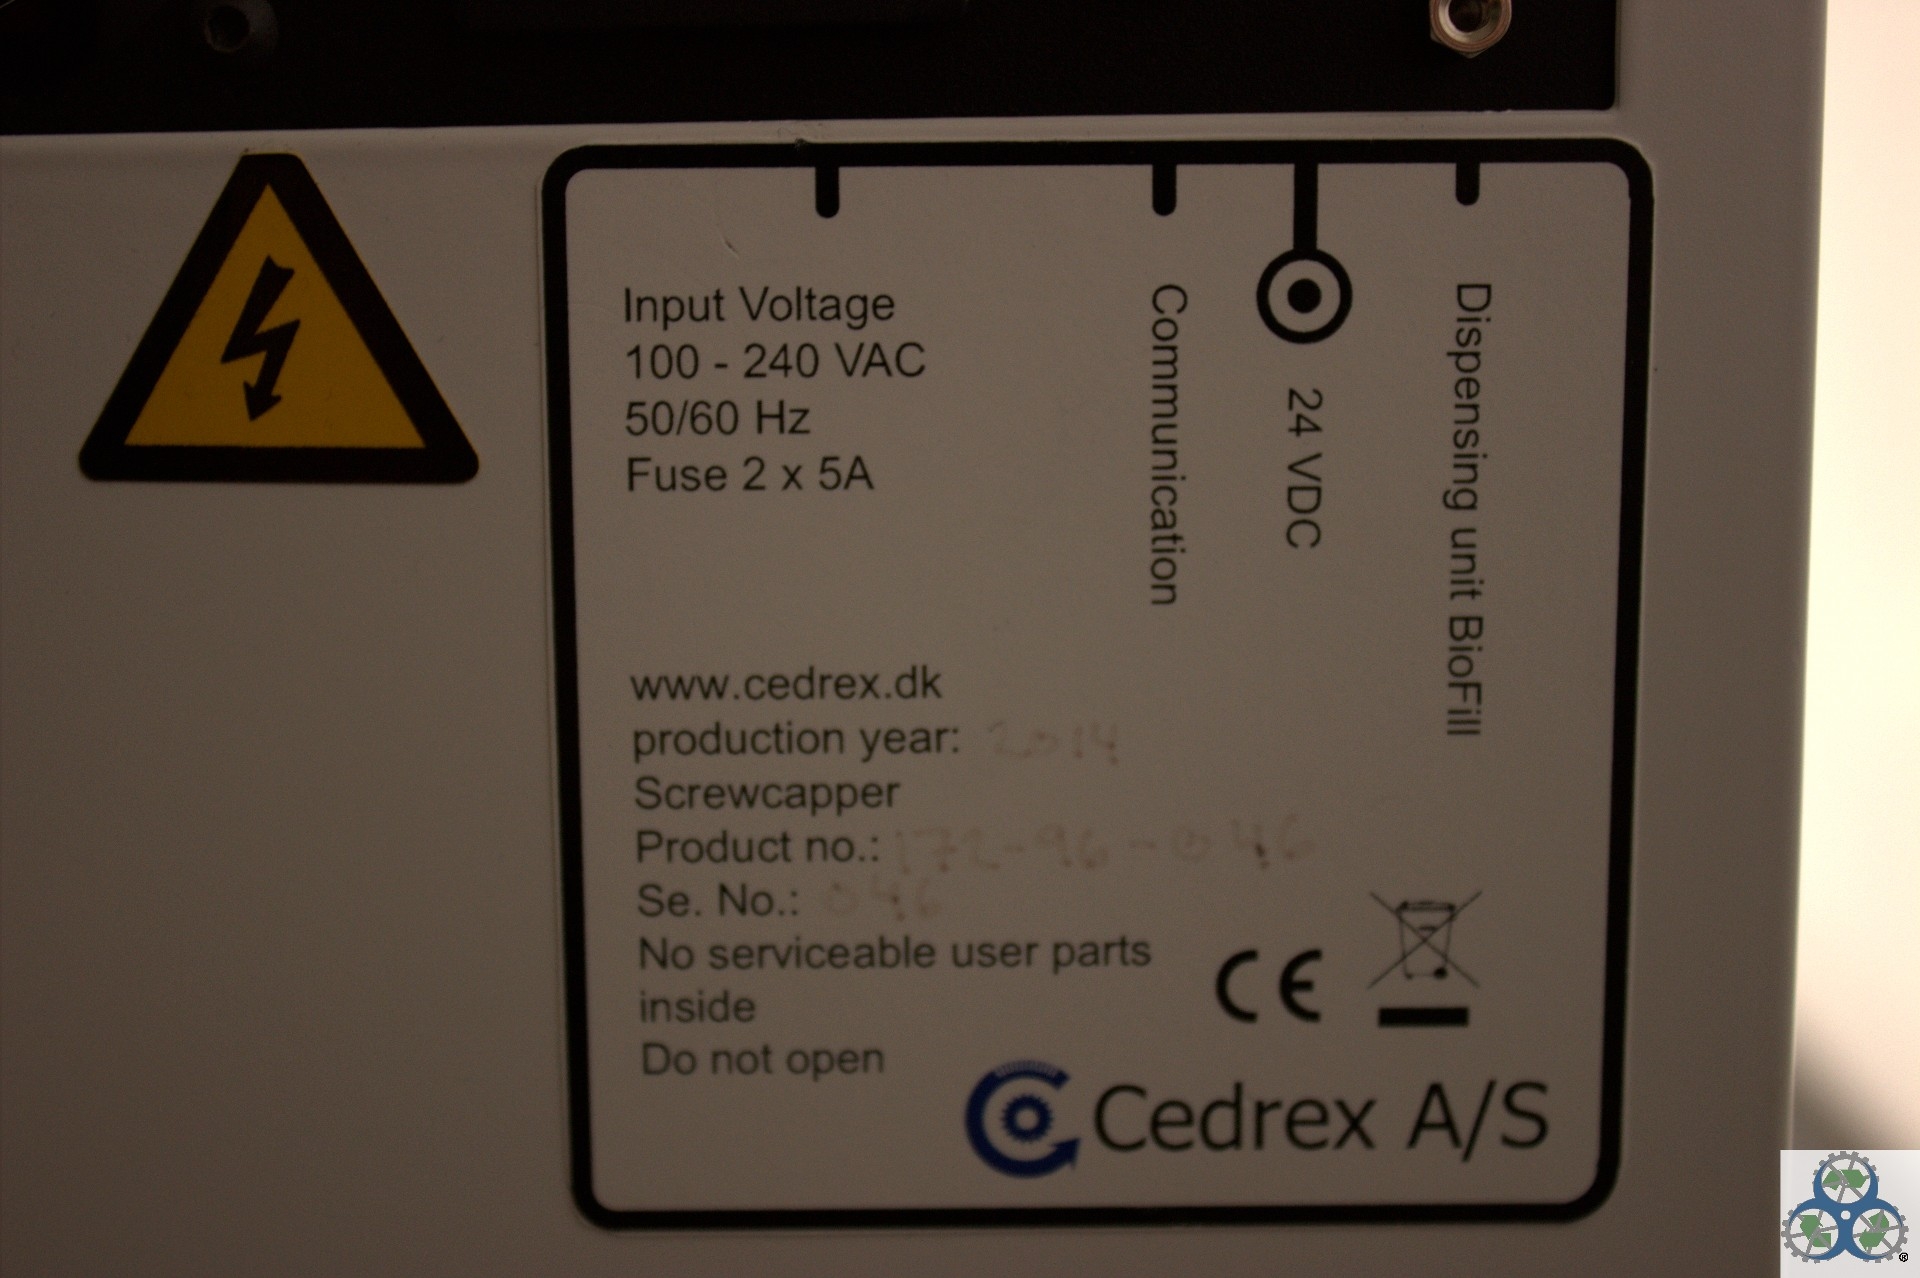 Input Voltage
100 - 240 VAC
50/60 Hz
Fuse 2 x 5A
Communication
24 VDC
Dispensing unit BioFill
www.cedrex.dk
production year: 2014
Screwcapper
Product no.: 172-96-046
Se. No.: 046
No serviceable user parts
inside
Do not open
CE
Cedrex A/S
®